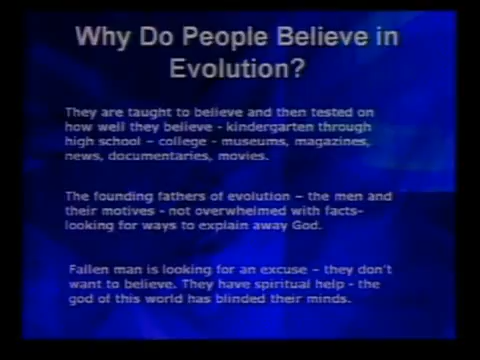 Why Do People Believe in
Evolution?
They are taught to believe and then tested on
how well they believe - kindergarten through
high school – college - museums, magazines,
news, documentaries, movies.
The founding fathers of evolution – the men and
their motives - not overwhelmed with facts-
looking for ways to explain away God.
Fallen man is looking for an excuse – they don't
want to believe. They have spiritual help - the
god of this world has blinded their minds.